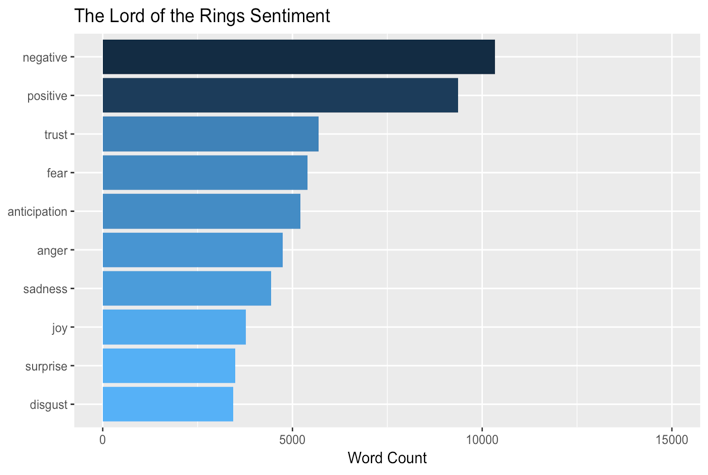 The Lord of the Rings Sentiment
negative
positive
trust
fear
anticipation
anger
sadness
joy
surprise
disgust
0 5000 10000 15000
Word Count